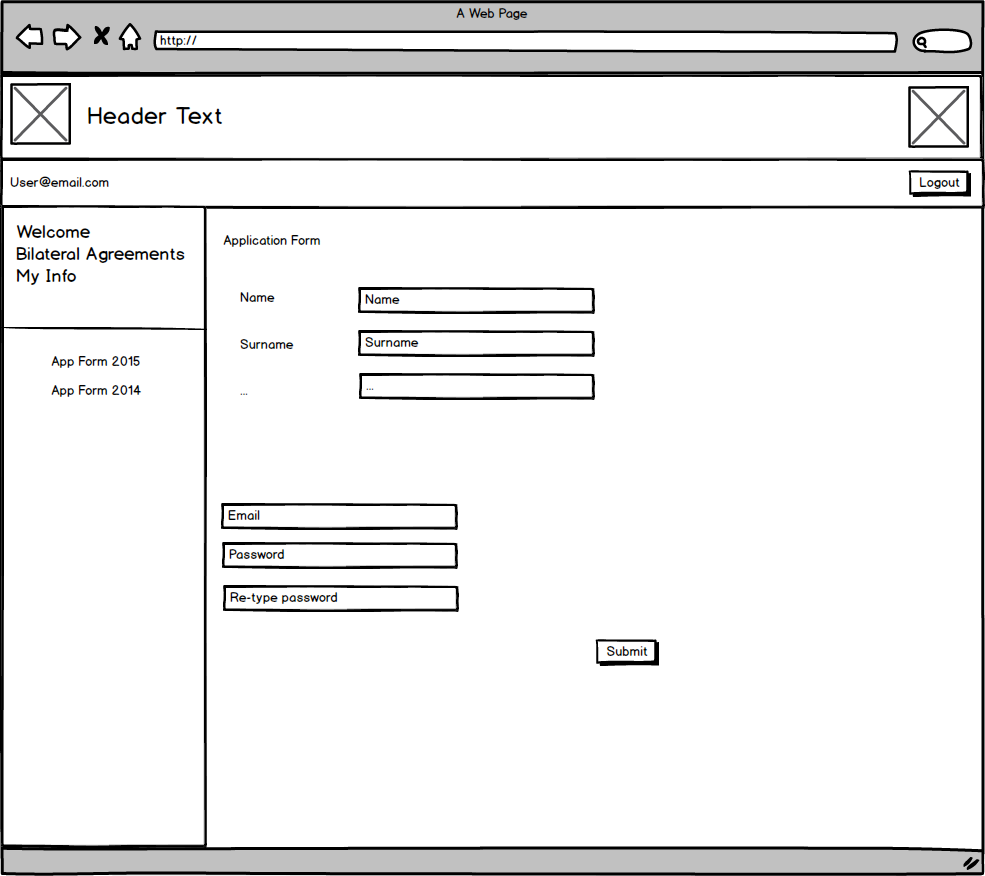 A Web Page
http://
Header Text
User@email.com
Logout
Welcome
Bilateral Agreements
My Info
App Form 2015
App Form 2014
Application Form
Name
Name
Surname
Surname
...
...
Email
Password
Re-type password
Submit